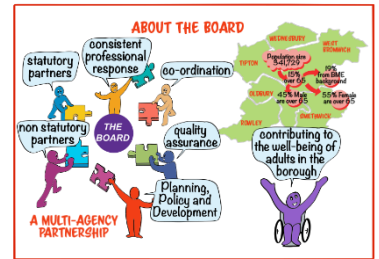 ABOUT THE BOARD
statutory
partners
consistent
professional
response
co-ordination
non statutory
partners
THE
BOARD
quality
assurance
Planning,
Policy and
Development
A MULTI-AGENCY
PARTNERSHIP
WEDNESBURY
WEST
BROMWICH
TIPTON
Population size
341,729
15%
over 65
19%
from BME
background
OLDBURY
45% Male
are over 65
55% Female
are over 65
ROWLEY
SMETHWICK
contributing to
the well-being of
adults in the
borough